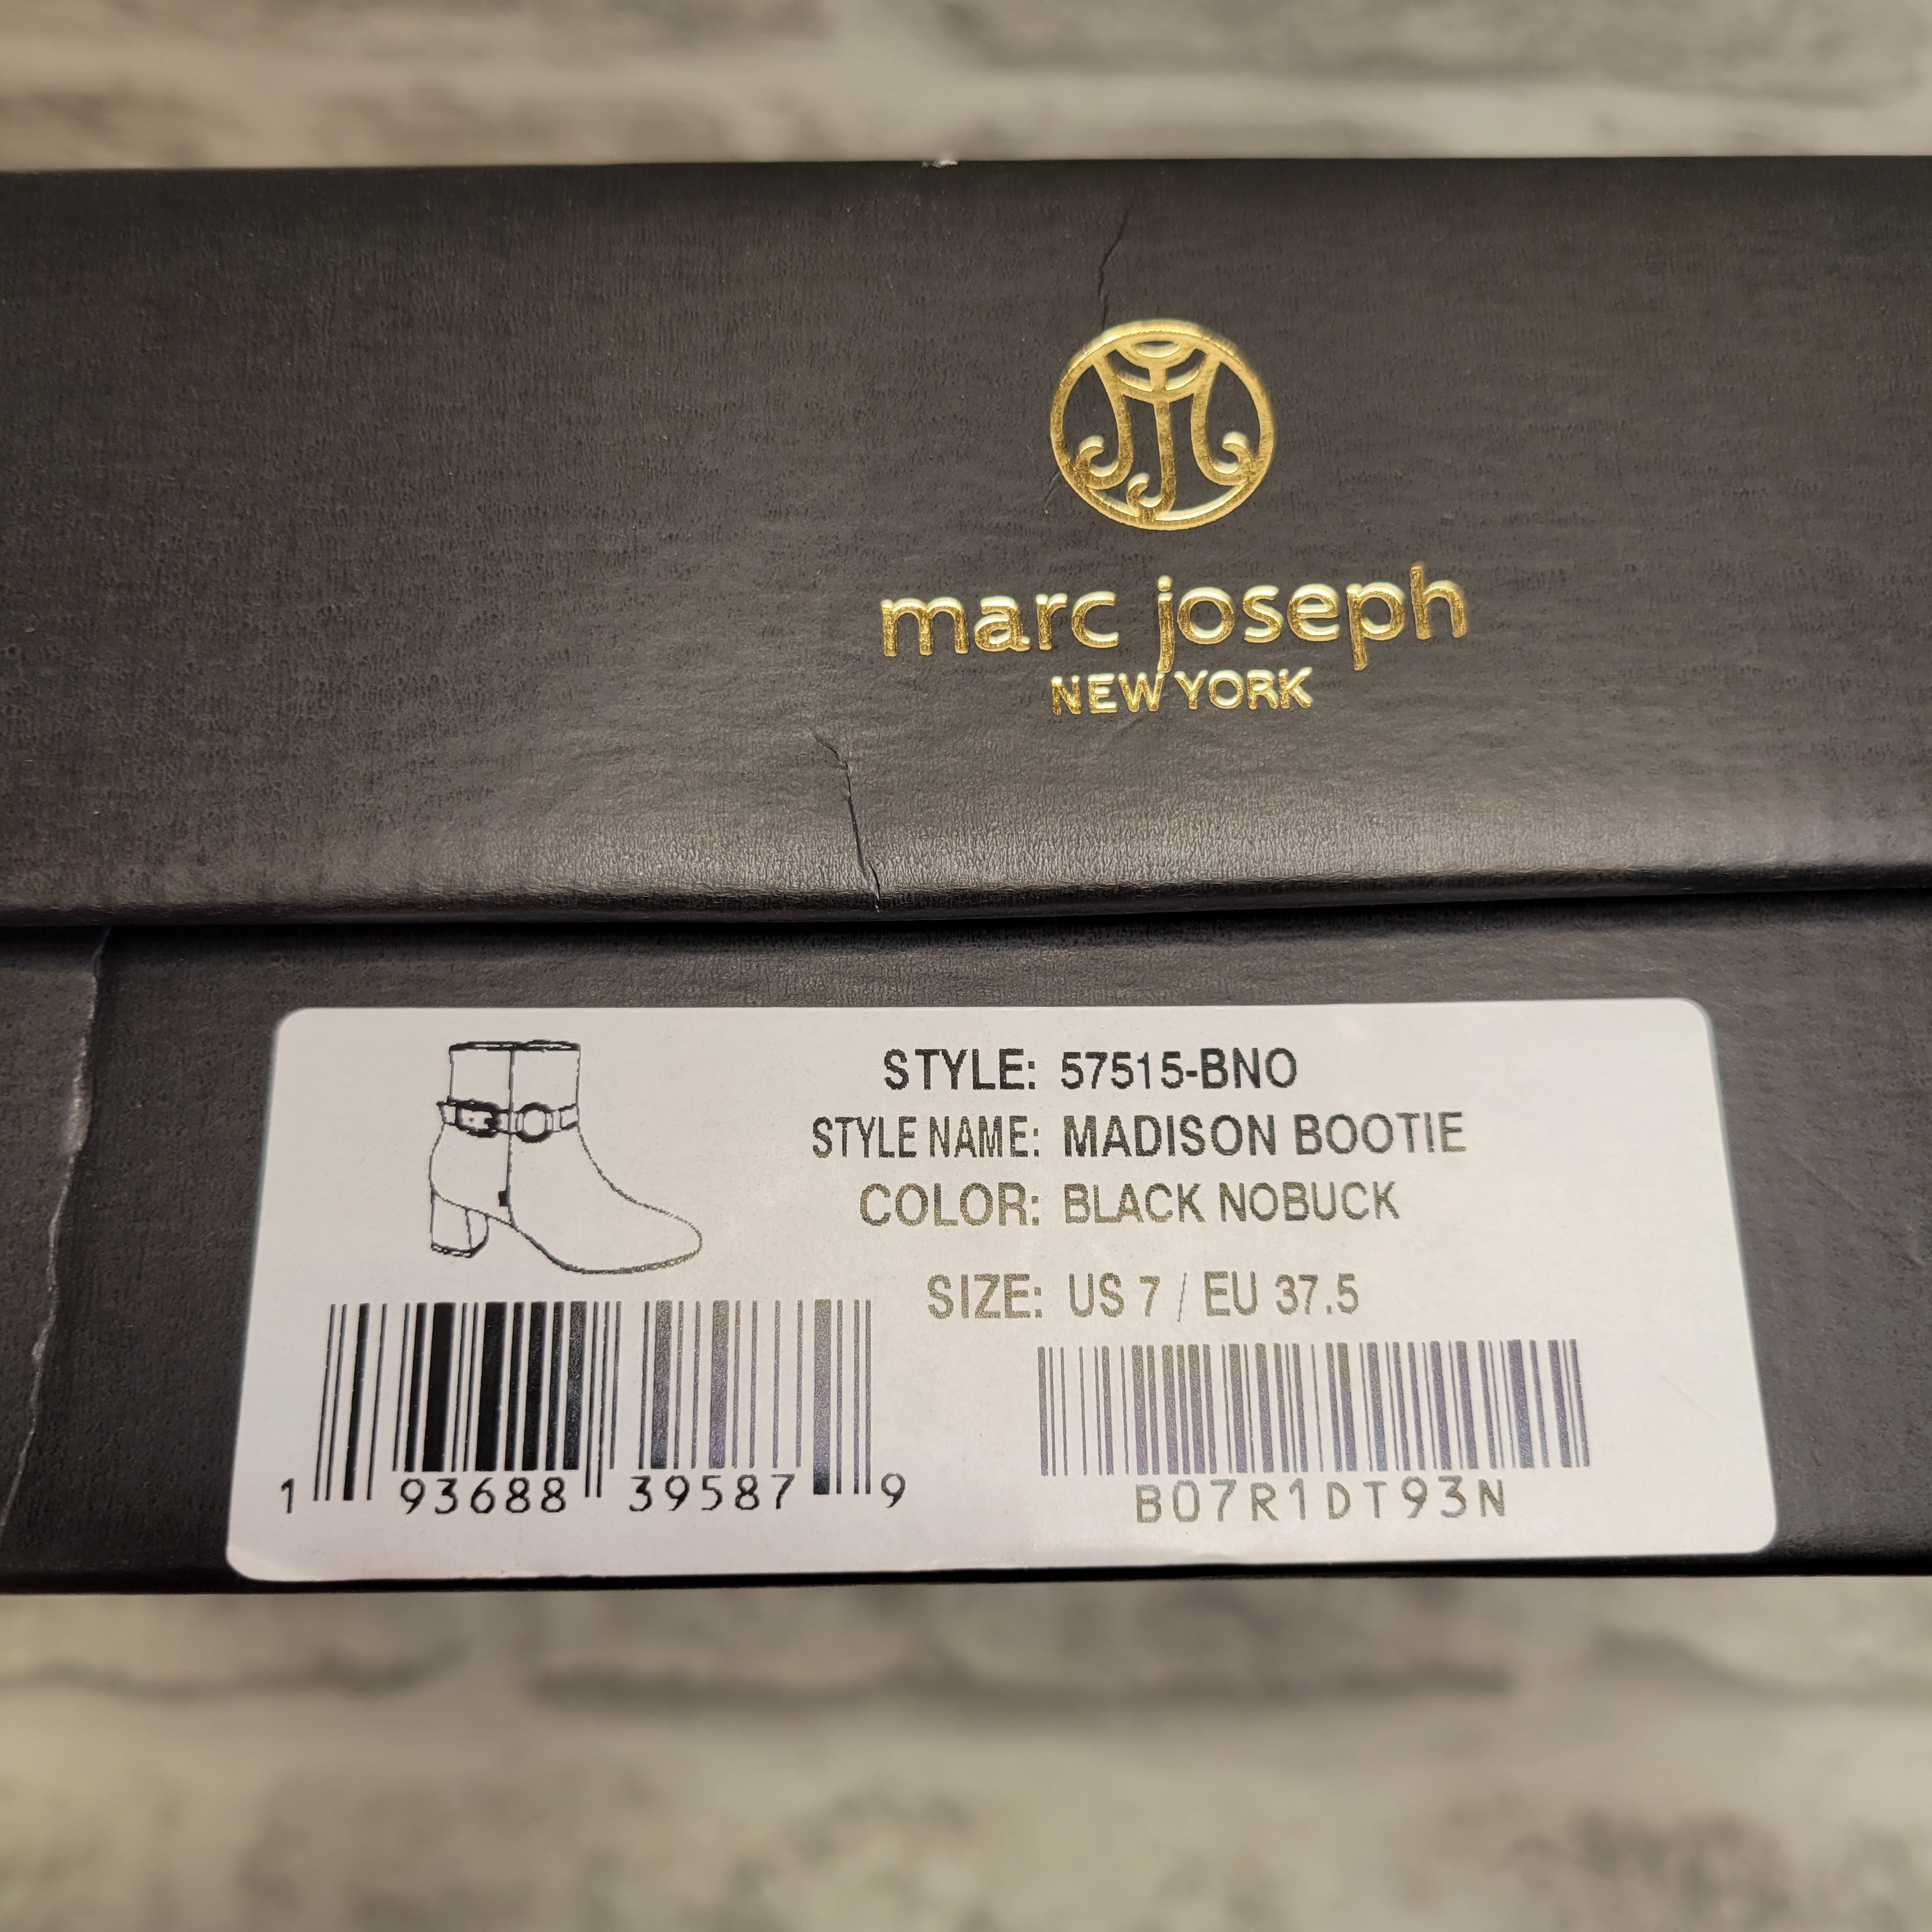 marc joseph
NEW YORK
STYLE: 57515-BNO
STYLE NAME: MADISON BOOTIE
COLOR: BLACK NOBUCK
SIZE: US 7 / EU 37.5
1 93688 39587 9
B07R1DT93N